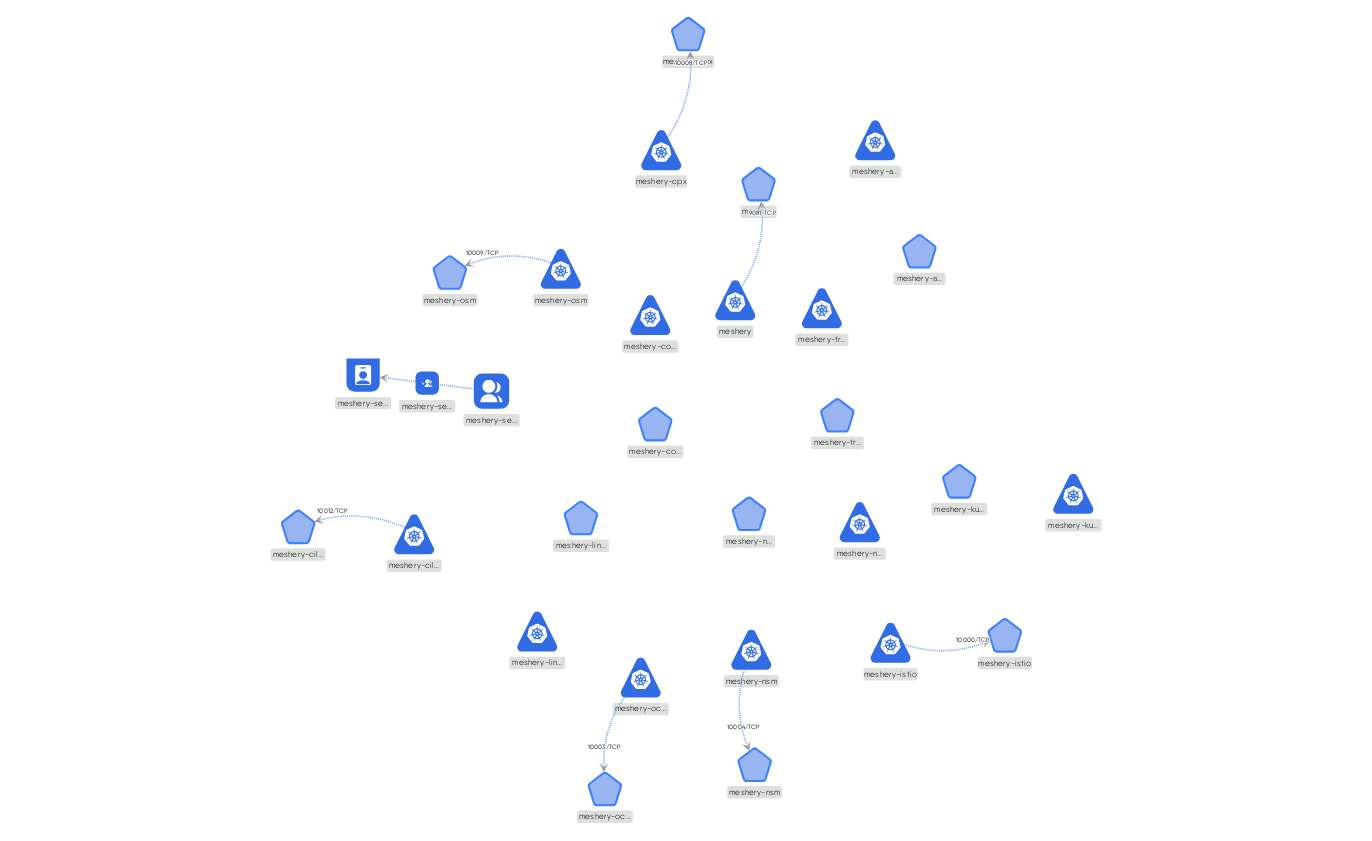 10008/TCP
meshery-cpx
meshery-a...
9081/TCP
10009/TCP
meshery-a...
meshery-osm
meshery-osm
meshery
meshery-tr...
meshery-co...
meshery-se...
meshery-se...
meshery-se...
meshery-tr...
meshery-co...
10012/TCP
meshery-ku...
meshery-ku...
meshery-n...
meshery-lin...
meshery-n...
meshery-cil...
meshery-cil...
10000/TCP
meshery-lin...
meshery-istio
meshery-istio
meshery-nsm
meshery-oc...
10004/TCP
10003/TCP
meshery-nsm
meshery-oc...